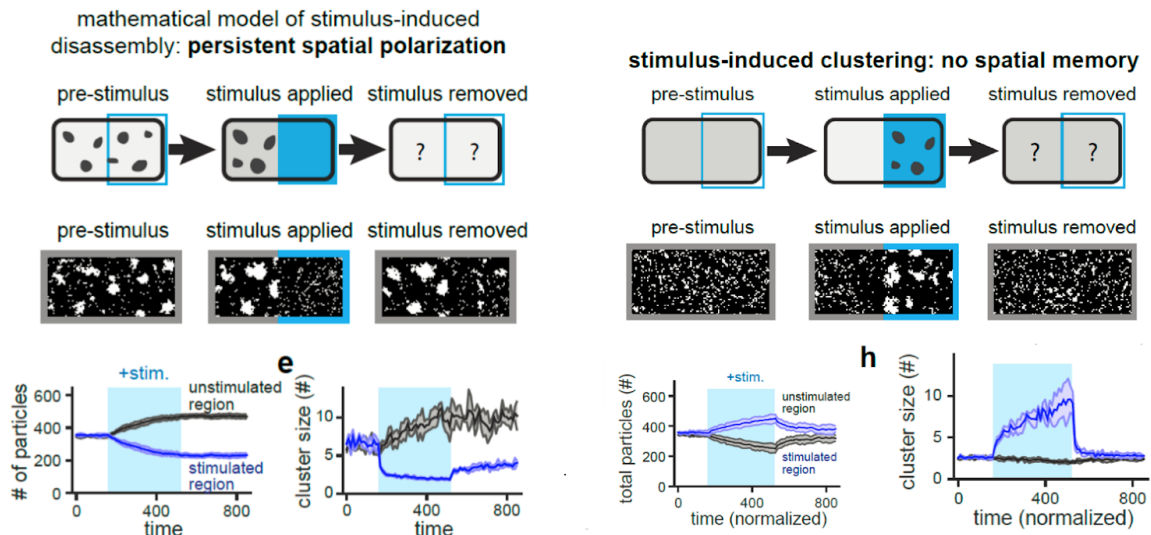 mathematical model of stimulus-induced
disassembly: persistent spatial polarization
pre-stimulus
stimulus applied
stimulus removed
?
?
pre-stimulus
stimulus applied
stimulus removed
# of particles
600
400
200
0
+stim.
unstimulated
region
stimulated
region
0
400
800
time
e
cluster size (#)
10
5
0
0
400
800
time
stimulus-induced clustering: no spatial memory
pre-stimulus
stimulus applied
stimulus removed
?
?
pre-stimulus
stimulus applied
stimulus removed
total particles (#)
600
400
200
0
+stim.
unstimulated
region
stimulated
region
0
400
800
time (normalized)
h
cluster size (#)
10
5
0
0
400
800
time (normalized)